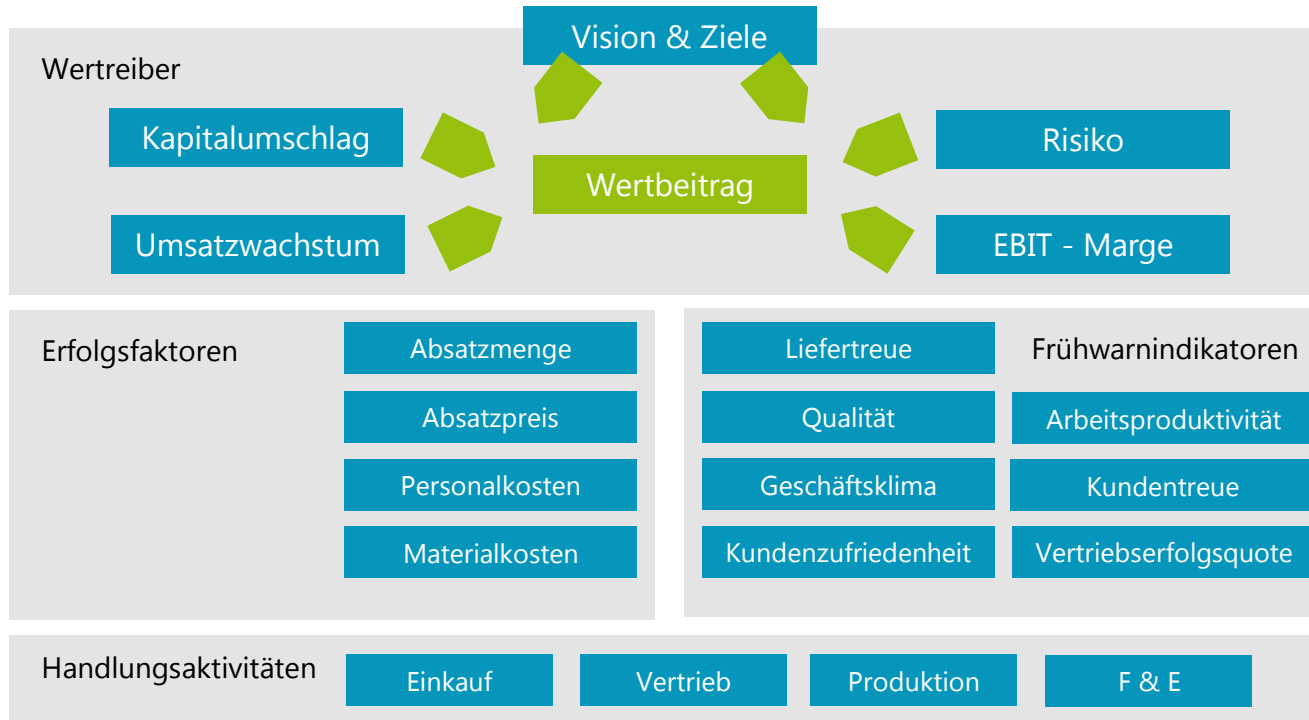 Vision & Ziele
Wertreiber
Kapitalumschlag
Risiko
Wertbeitrag
Umsatzwachstum
EBIT - Marge
Erfolgsfaktoren
Absatzmenge
Absatzpreis
Personalkosten
Materialkosten
Liefertreue
Frühwarnindikatoren
Qualität
Arbeitsproduktivität
Geschäftsklima
Kundentreue
Kundenzufriedenheit
Vertriebserfolgsquote
Handlungsaktivitäten
Einkauf
Vertrieb
Produktion
F & E